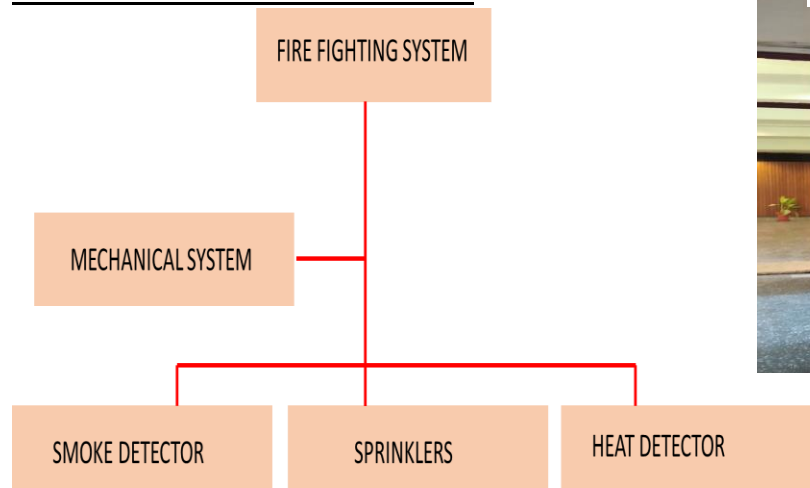 FIRE FIGHTING SYSTEM
MECHANICAL SYSTEM
SMOKE DETECTOR
SPRINKLERS
HEAT DETECTOR